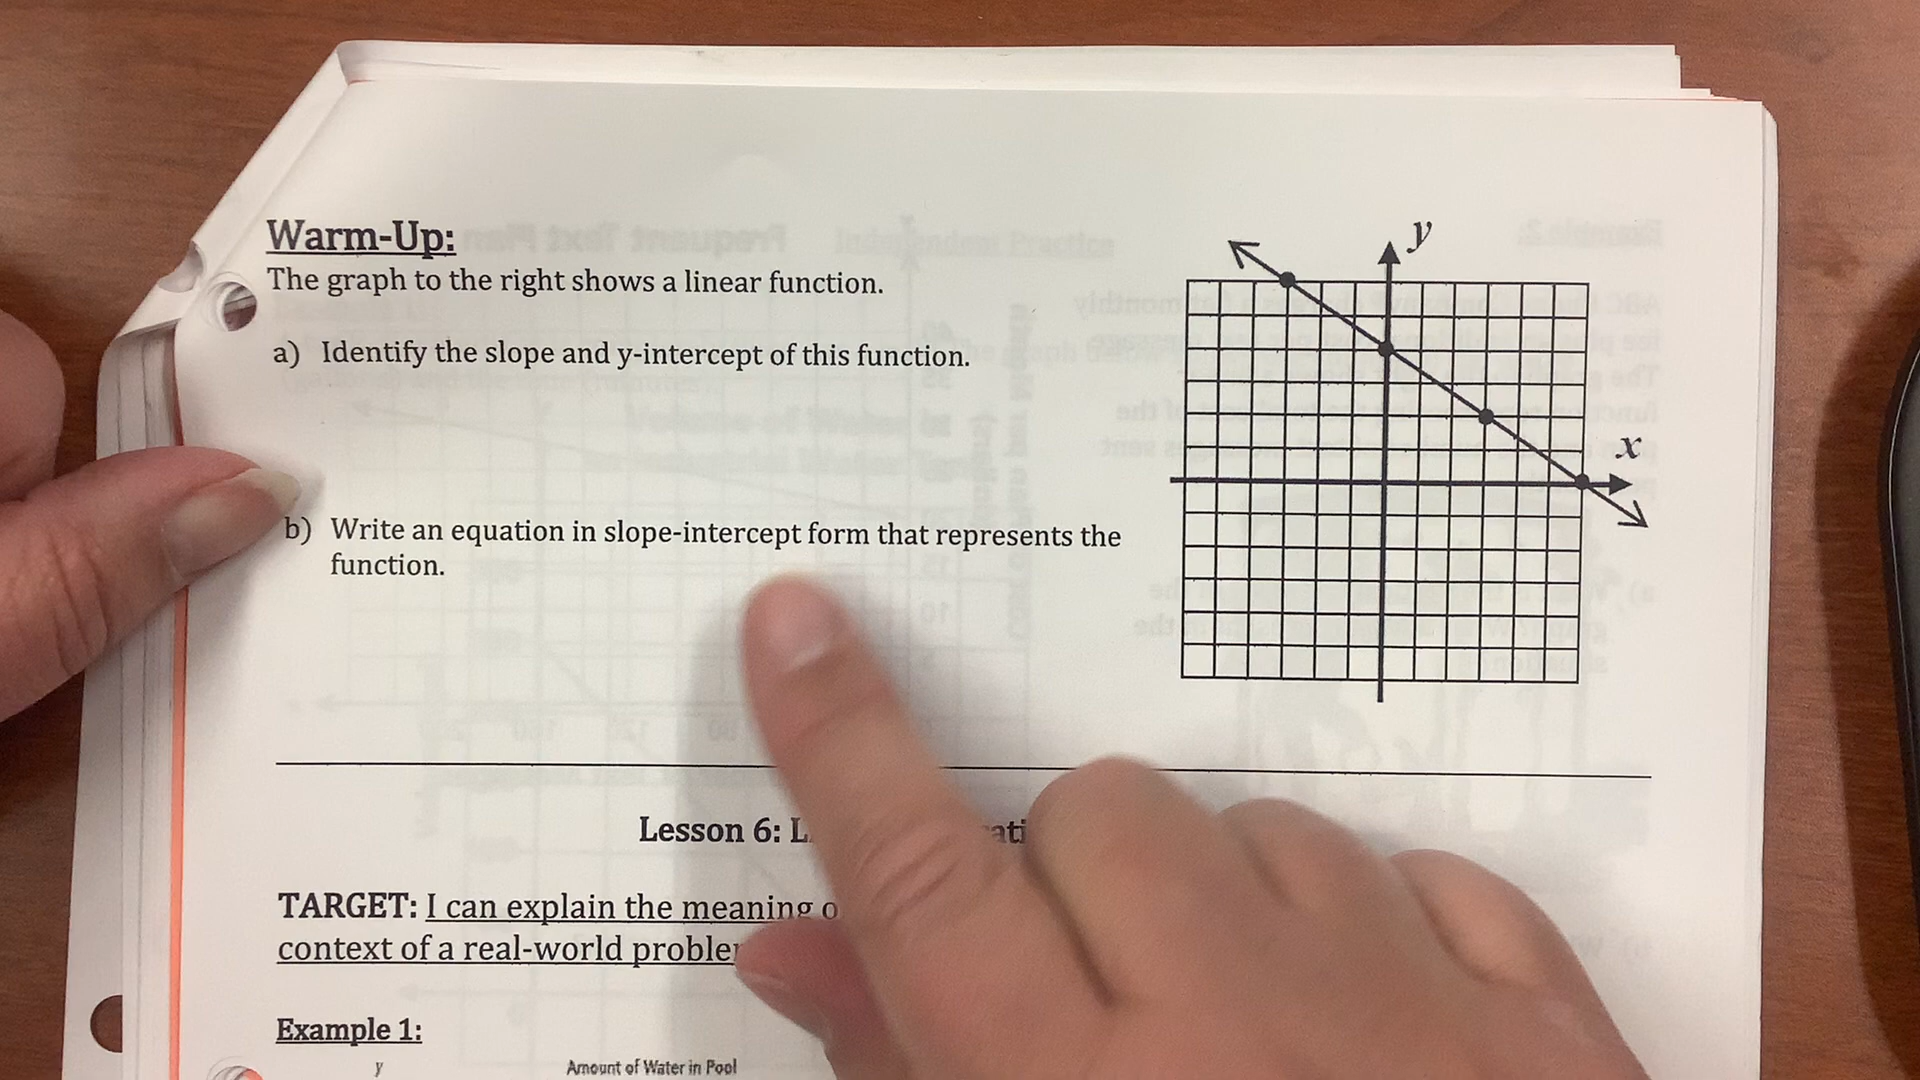 Warm-Up:
The graph to the right shows a linear function.
a) Identify the slope and y-intercept of this function.
b) Write an equation in slope-intercept form that represents the
function.
y
x
Lesson 6:
TARGET: I can explain the meaning
context of a real-world
Example 1:
y
Amount of Water in Pool